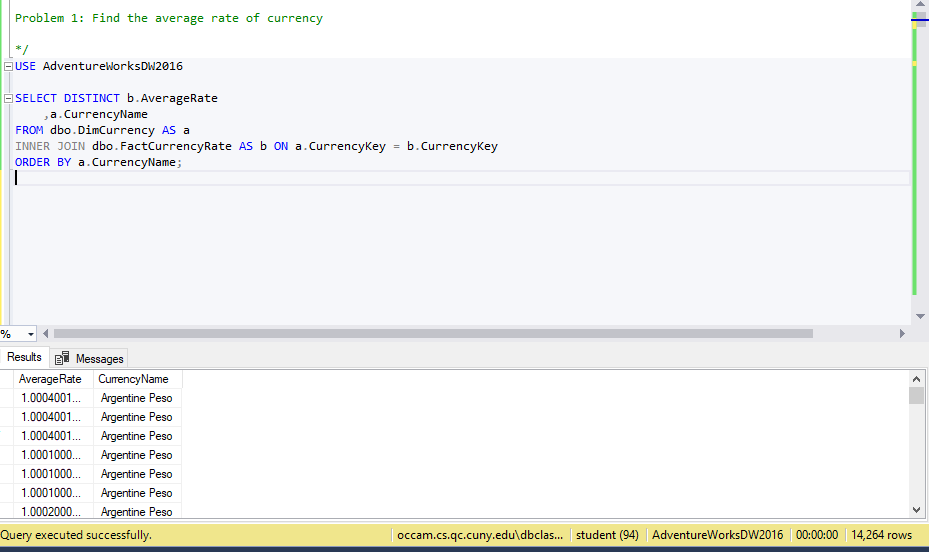 Problem 1: Find the average rate of currency
*/
USE AdventureWorksDW2016
SELECT DISTINCT b.AverageRate
,a.CurrencyName
FROM dbo.DimCurrency AS a
INNER JOIN dbo.FactCurrencyRate AS b ON a.CurrencyKey = b.CurrencyKey
ORDER BY a.CurrencyName;
%
Results Messages
AverageRate CurrencyName
1.0004001... Argentine Peso
1.0004001... Argentine Peso
1.0004001... Argentine Peso
1.0001000... Argentine Peso
1.0001000... Argentine Peso
1.0001000... Argentine Peso
1.0002000... Argentine Peso
Query executed successfully. occam.cs.qc.cuny.edu\dbclas... student (94) AdventureWorksDW2016 00:00:00 14,264 rows